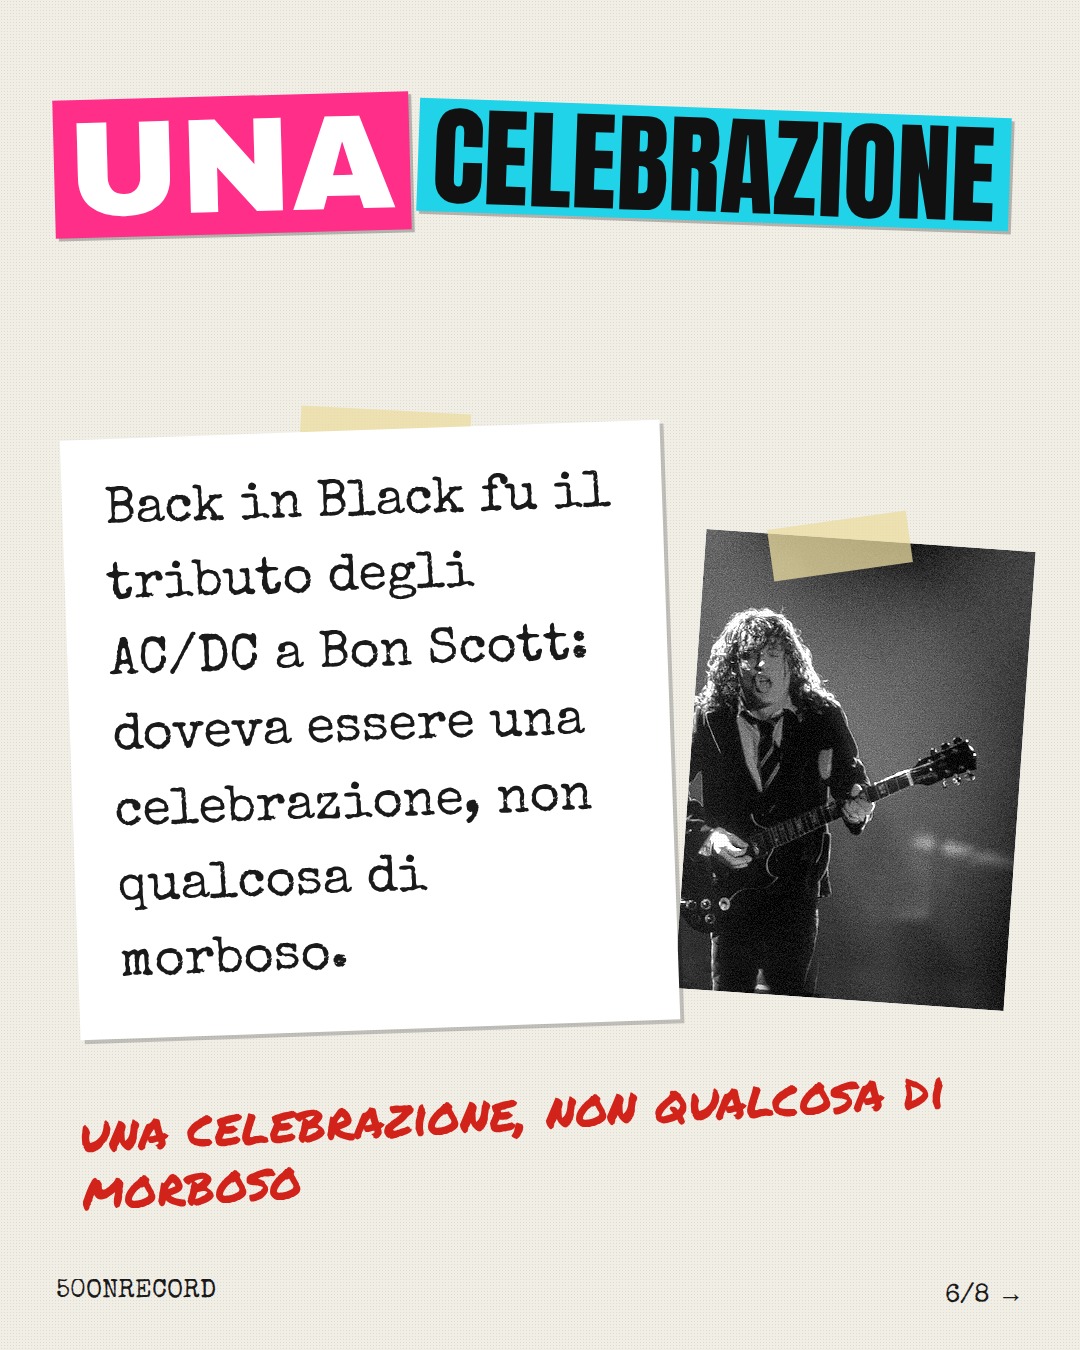 UNA CELEBRAZIONE
Back in Black fu il
tributo degli
AC/DC a Bon Scott:
doveva essere una
celebrazione, non
qualcosa di
morboso.
UNA CELEBRAZIONE, NON QUALCOSA DI
MORBOSO
50ONRECORD
6/8 →